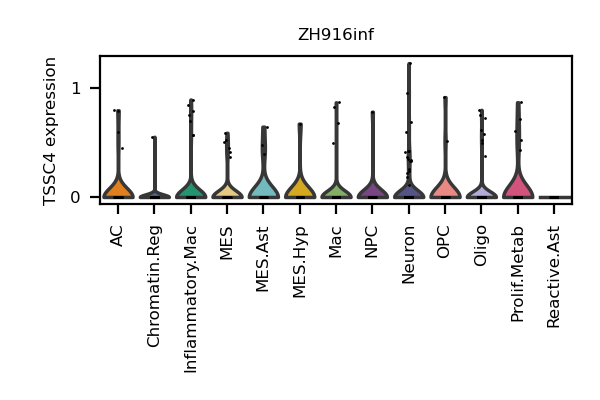 ZH916inf
TSSC4 expression
1
0
AC
Chromatin.Reg
Inflammatory.Mac
MES
MES.Ast
MES.Hyp
Mac
NPC
Neuron
OPC
Oligo
Prolif.Metab
Reactive.Ast